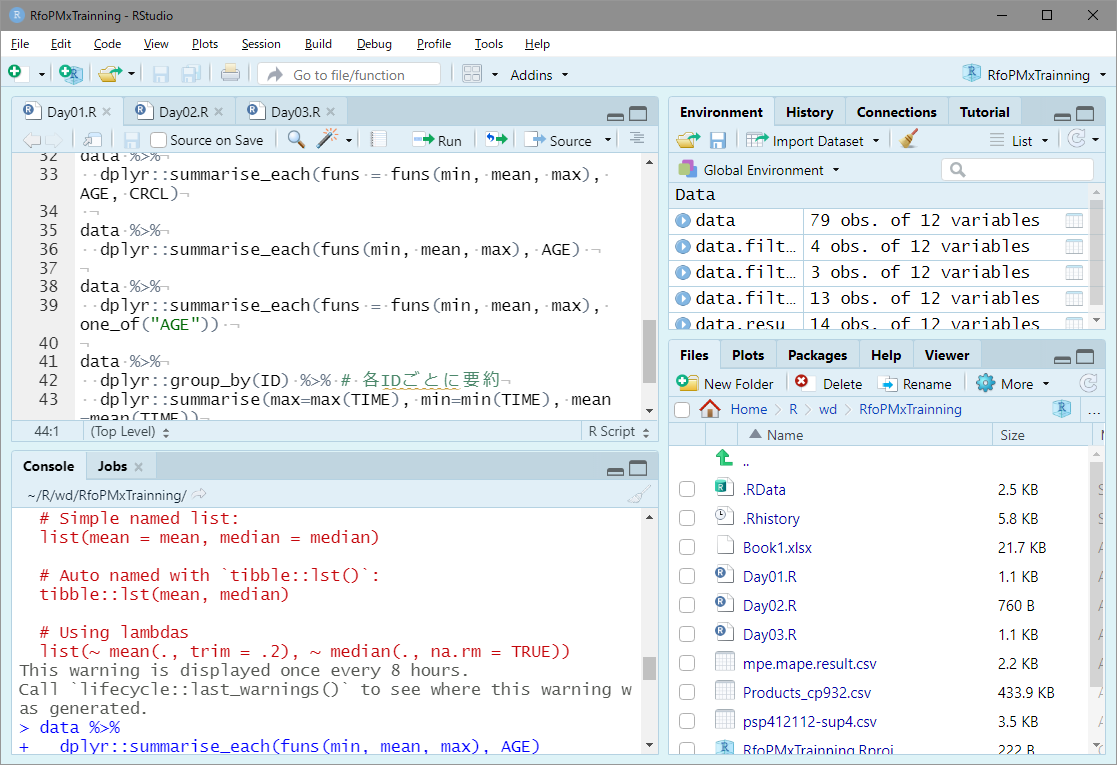 RfoPMxTrainning - RStudio
File Edit Code View Plots Session Build Debug Profile Tools Help
Go to file/function Addins RfoPMxTrainning
Day01.R Day02.R Day03.R
Source on Save Run Source
32 data %>%
33 dplyr::summarise_each(funs = funs(min, mean, max),
AGE, CRCL)
34
35 data %>%
36 dplyr::summarise_each(funs(min, mean, max), AGE)
37
38 data %>%
39 dplyr::summarise_each(funs = funs(min, mean, max),
one_of("AGE"))
40
41 data %>%
42 dplyr::group_by(ID) %>% # 各IDごとに要約
43 dplyr::summarise(max=max(TIME), min=min(TIME), mean
=mean(TIME))
44:1 (Top Level) R Script
Console Jobs
~/R/wd/RfoPMxTrainning/
# Simple named list:
list(mean = mean, median = median)
# Auto named with `tibble::lst()`:
tibble::lst(mean, median)
# Using lambdas
list(~ mean(., trim = .2), ~ median(., na.rm = TRUE))
This warning is displayed once every 8 hours.
Call `lifecycle::last_warnings()` to see where this warning w
as generated.
> data %>%
+ dplyr::summarise_each(funs(min, mean, max), AGE)
Environment History Connections Tutorial
Import Dataset List
Global Environment
Data
data 79 obs. of 12 variables
data.filt… 4 obs. of 12 variables
data.filt… 3 obs. of 12 variables
data.filt… 13 obs. of 12 variables
data.resu 14 obs. of 12 variables
Files Plots Packages Help Viewer
New Folder Delete Rename More
Home R wd RfoPMxTrainning ...
Name Size
..
.RData 2.5 KB
.Rhistory 5.8 KB
Book1.xlsx 21.7 KB
Day01.R 1.1 KB
Day02.R 760 B
Day03.R 1.1 KB
mpe.mape.result.csv 2.2 KB
Products_cp932.csv 433.9 KB
psp412112-sup4.csv 3.5 KB
RfoPMxTrainning.Rproj 222 B